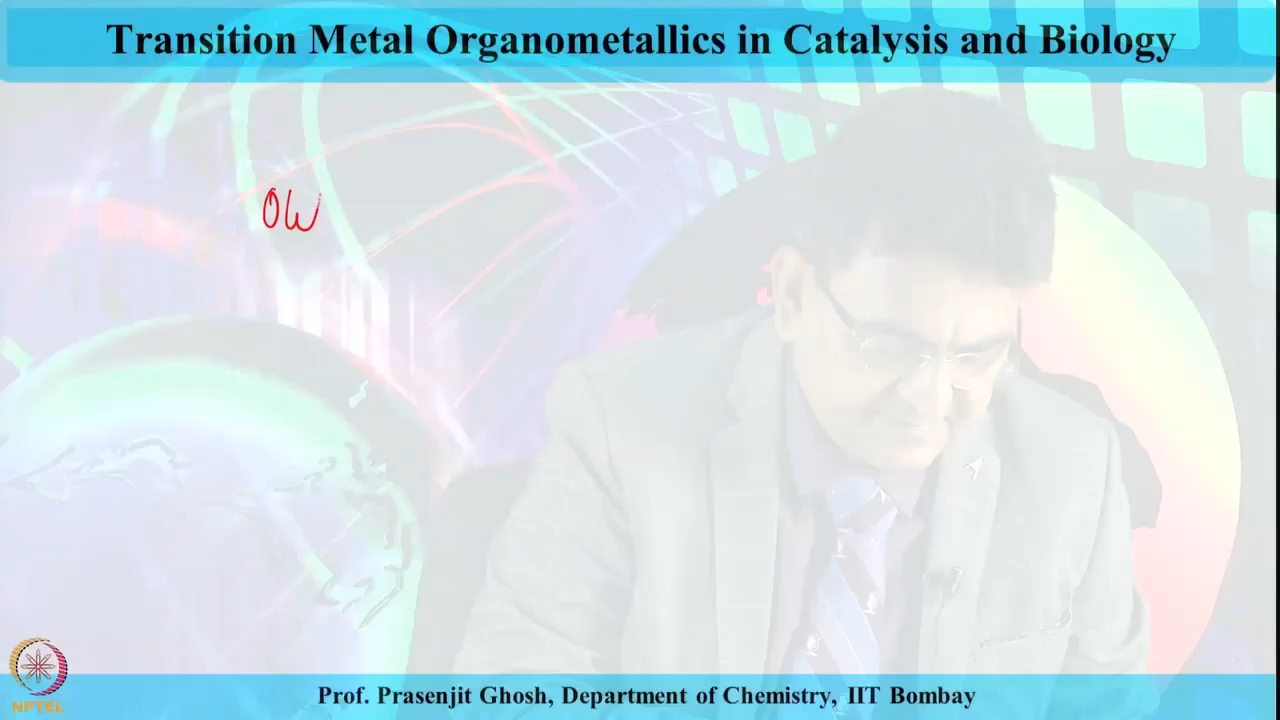 Transition Metal Organometallics in Catalysis and Biology
OW
NPTEL
Prof. Prasenjit Ghosh, Department of Chemistry, IIT Bombay